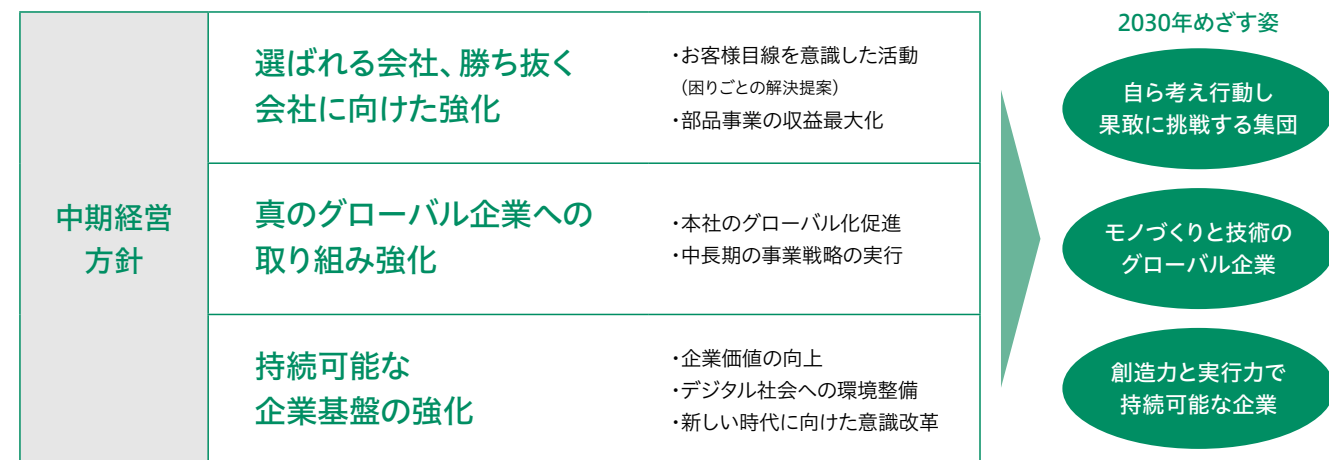 中期経営
方針
選ばれる会社、勝ち抜く
会社に向けた強化
・お客様目線を意識した活動
（困りごとの解決提案）
・部品事業の収益最大化
真のグローバル企業への
取り組み強化
・本社のグローバル化促進
・中長期の事業戦略の実行
持続可能な
企業基盤の強化
・企業価値の向上
・デジタル社会への環境整備
・新しい時代に向けた意識改革
2030年めざす姿
自ら考え行動し
果敢に挑戦する集団
モノづくりと技術の
グローバル企業
創造力と実行力で
持続可能な企業